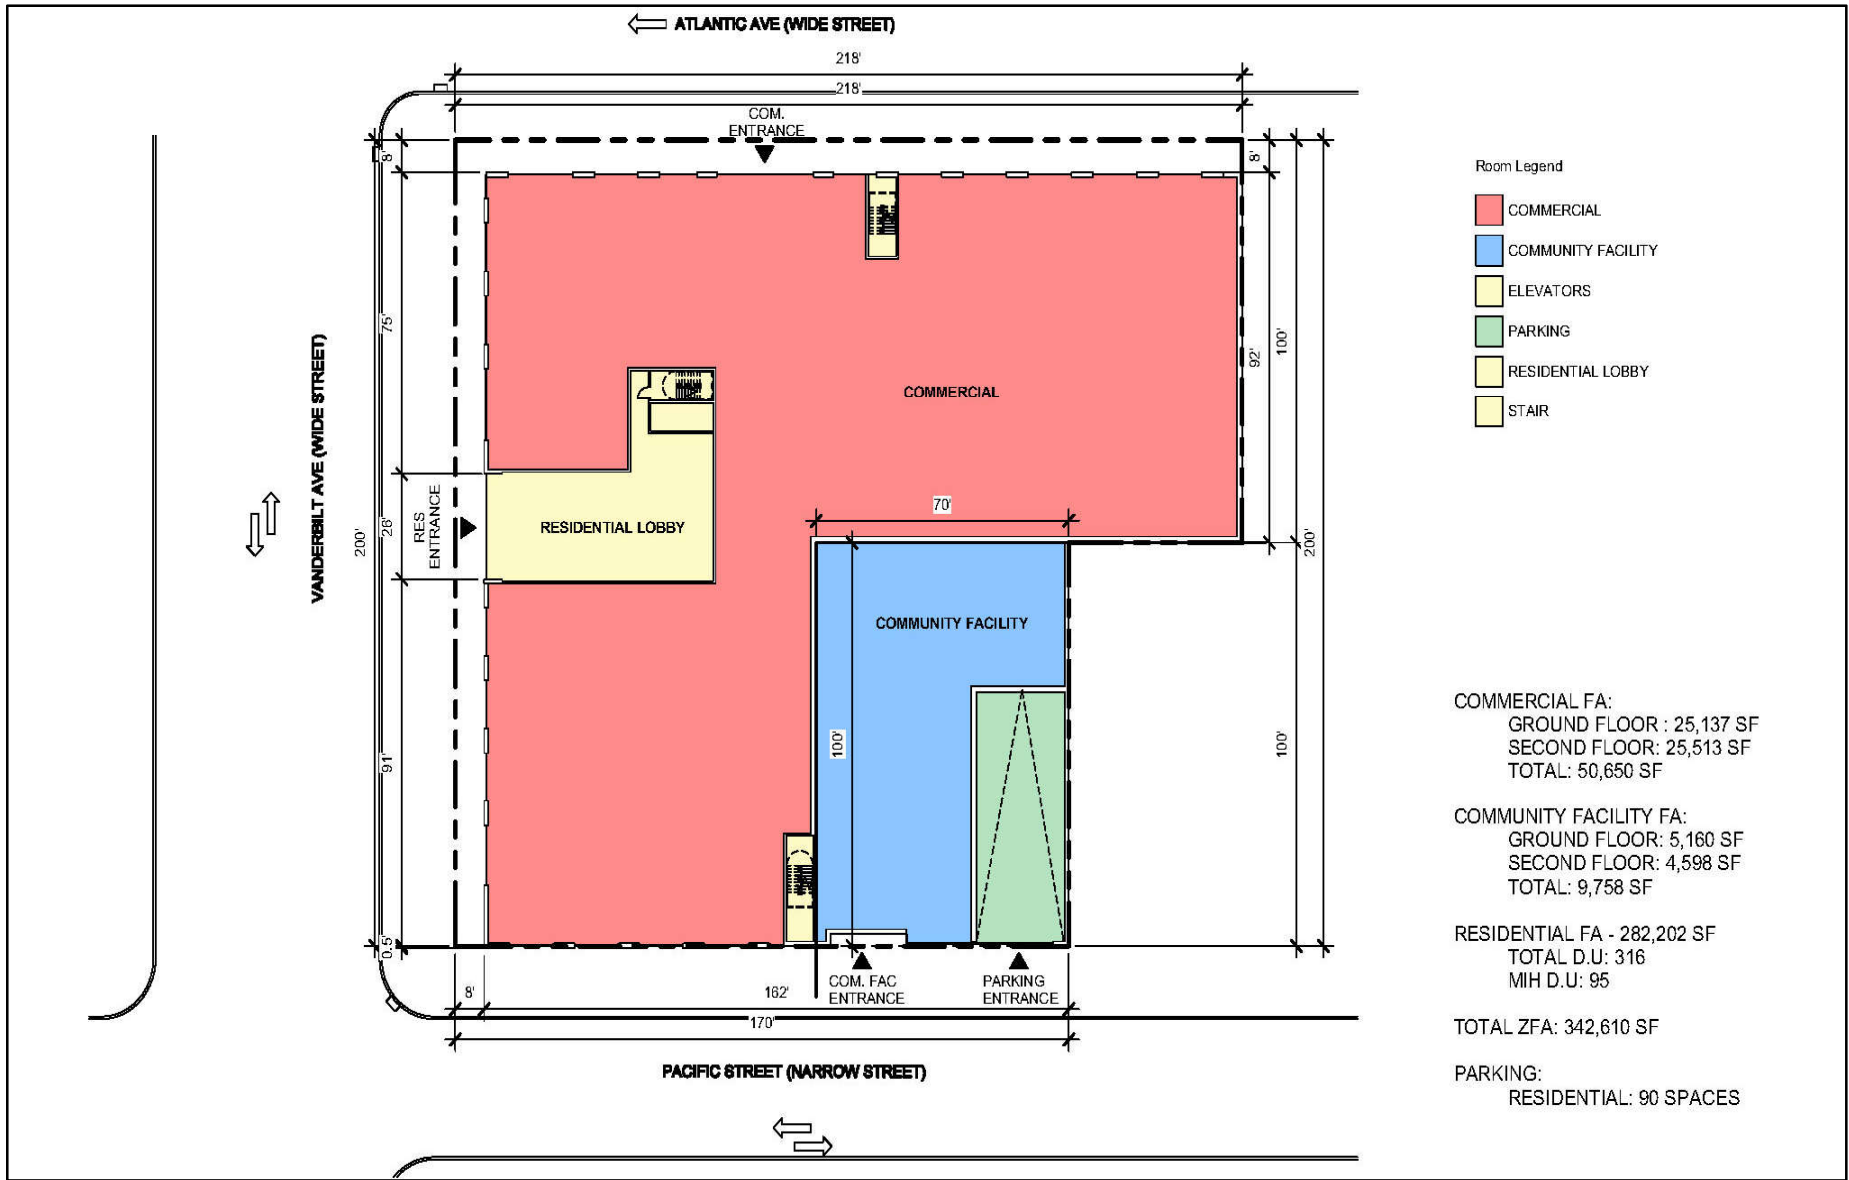 ATLANTIC AVE (WIDE STREET)
218'
218'
COM.
ENTRANCE
8'
8'
Room Legend
COMMERCIAL
COMMUNITY FACILITY
ELEVATORS
PARKING
RESIDENTIAL LOBBY
STAIR
75'
100'
92'
COMMERCIAL
VANDERBILT AVE (WIDE STREET)
RES
ENTRANCE
26'
200'
RESIDENTIAL LOBBY
70'
200'
COMMUNITY FACILITY
91'
100'
100'
0.5'
COMMERCIAL FA:
GROUND FLOOR : 25,137 SF
SECOND FLOOR: 25,513 SF
TOTAL: 50,650 SF
COMMUNITY FACILITY FA:
GROUND FLOOR: 5,160 SF
SECOND FLOOR: 4,598 SF
TOTAL: 9,758 SF
RESIDENTIAL FA - 282,202 SF
TOTAL D.U: 316
MIH D.U: 95
TOTAL ZFA: 342,610 SF
PARKING:
RESIDENTIAL: 90 SPACES
8'
162'
COM. FAC
ENTRANCE
PARKING
ENTRANCE
170'
PACIFIC STREET (NARROW STREET)